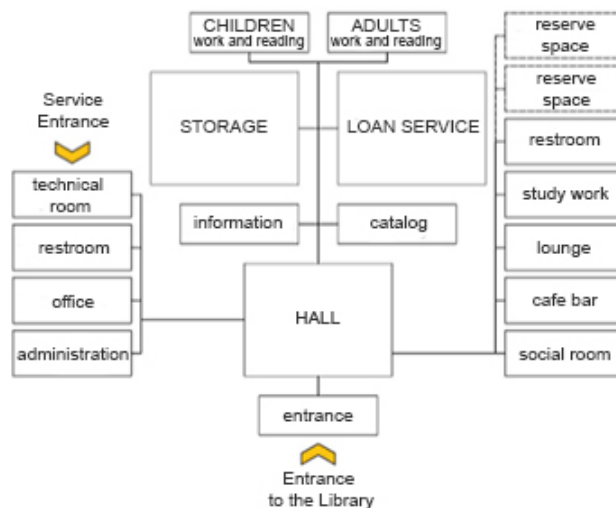 CHILDREN
work and reading
ADULTS
work and reading
reserve
space
reserve
space
Service
Entrance
STORAGE
LOAN SERVICE
restroom
technical
room
study work
information
catalog
restroom
lounge
office
HALL
cafe bar
administration
social room
entrance
Entrance
to the Library